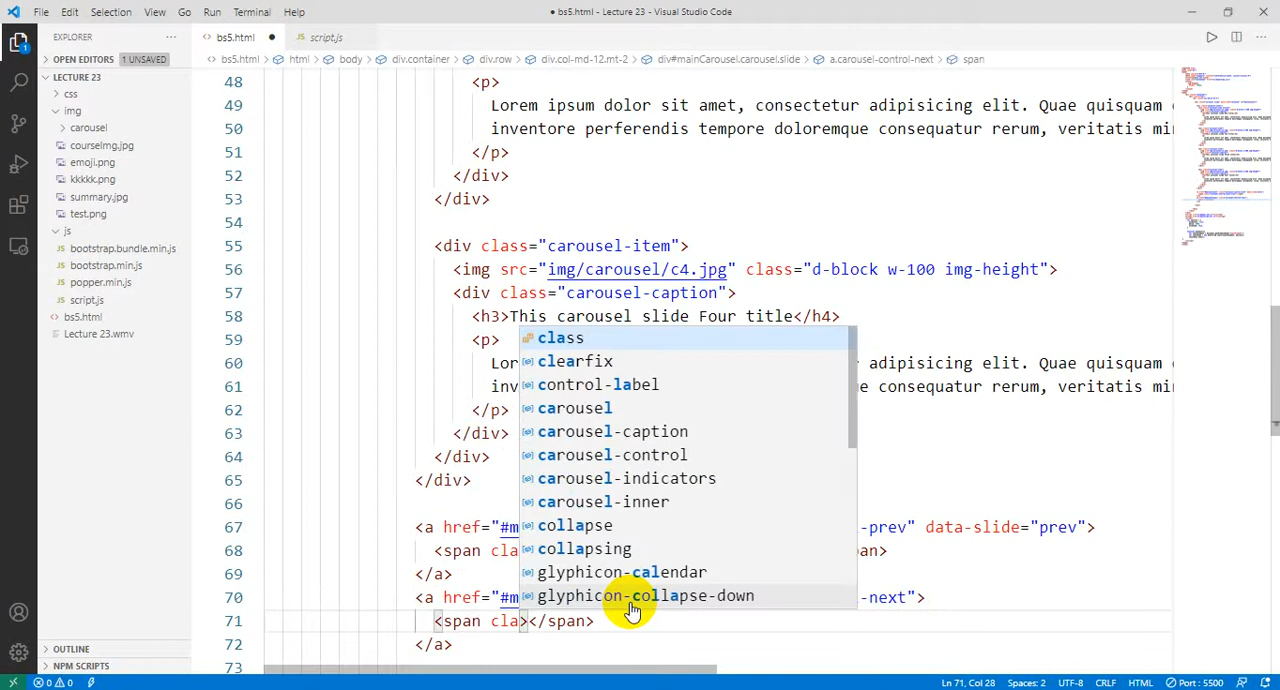 File Edit Selection View Go Run Terminal Help
● bs5.html - Lecture 23 - Visual Studio Code
EXPLORER
OPEN EDITORS 1 UNSAVED
LECTURE 23
css
img
carousel
courseImg.jpg
emoji.png
kkkkk.png
summary.jpg
test.png
js
bootstrap.bundle.min.js
bootstrap.min.js
popper.min.js
script.js
bs5.html
Lecture 23.wmv
OUTLINE
NPM SCRIPTS
bs5.html ● script.js
bs5.html > html > body > div.container > div.row > div.col-md-12.mt-2 > div#mainCarousel.carousel.slide > a.carousel-control-next > span
48 <p>
49 Lorem ipsum dolor sit amet, consectetur adipisicing elit. Quae quisquam c
50 inventore perferendis tempore doloremque consequatur rerum, veritatis mi
51 </p>
52 </div>
53 </div>
54
55 <div class="carousel-item">
56 <img src="img/carousel/c4.jpg" class="d-block w-100 img-height">
57 <div class="carousel-caption">
58 <h3>This carousel slide Four title</h4>
59 <p>
60 Lor adipisicing elit. Quae quisquam c
61 inv e consequatur rerum, veritatis mi
62 </p>
63 </div>
64 </div>
65 </div>
66
67 <a href="#m -prev" data-slide="prev">
68 <span cla an>
69 </a>
70 <a href="#m -next">
71 <span cla></span>
72 </a>
73
class
clearfix
control-label
carousel
carousel-caption
carousel-control
carousel-indicators
carousel-inner
collapse
collapsing
glyphicon-calendar
glyphicon-collapse-down
1
0 0 Ln 71, Col 28 Spaces: 2 UTF-8 CRLF HTML Port : 5500